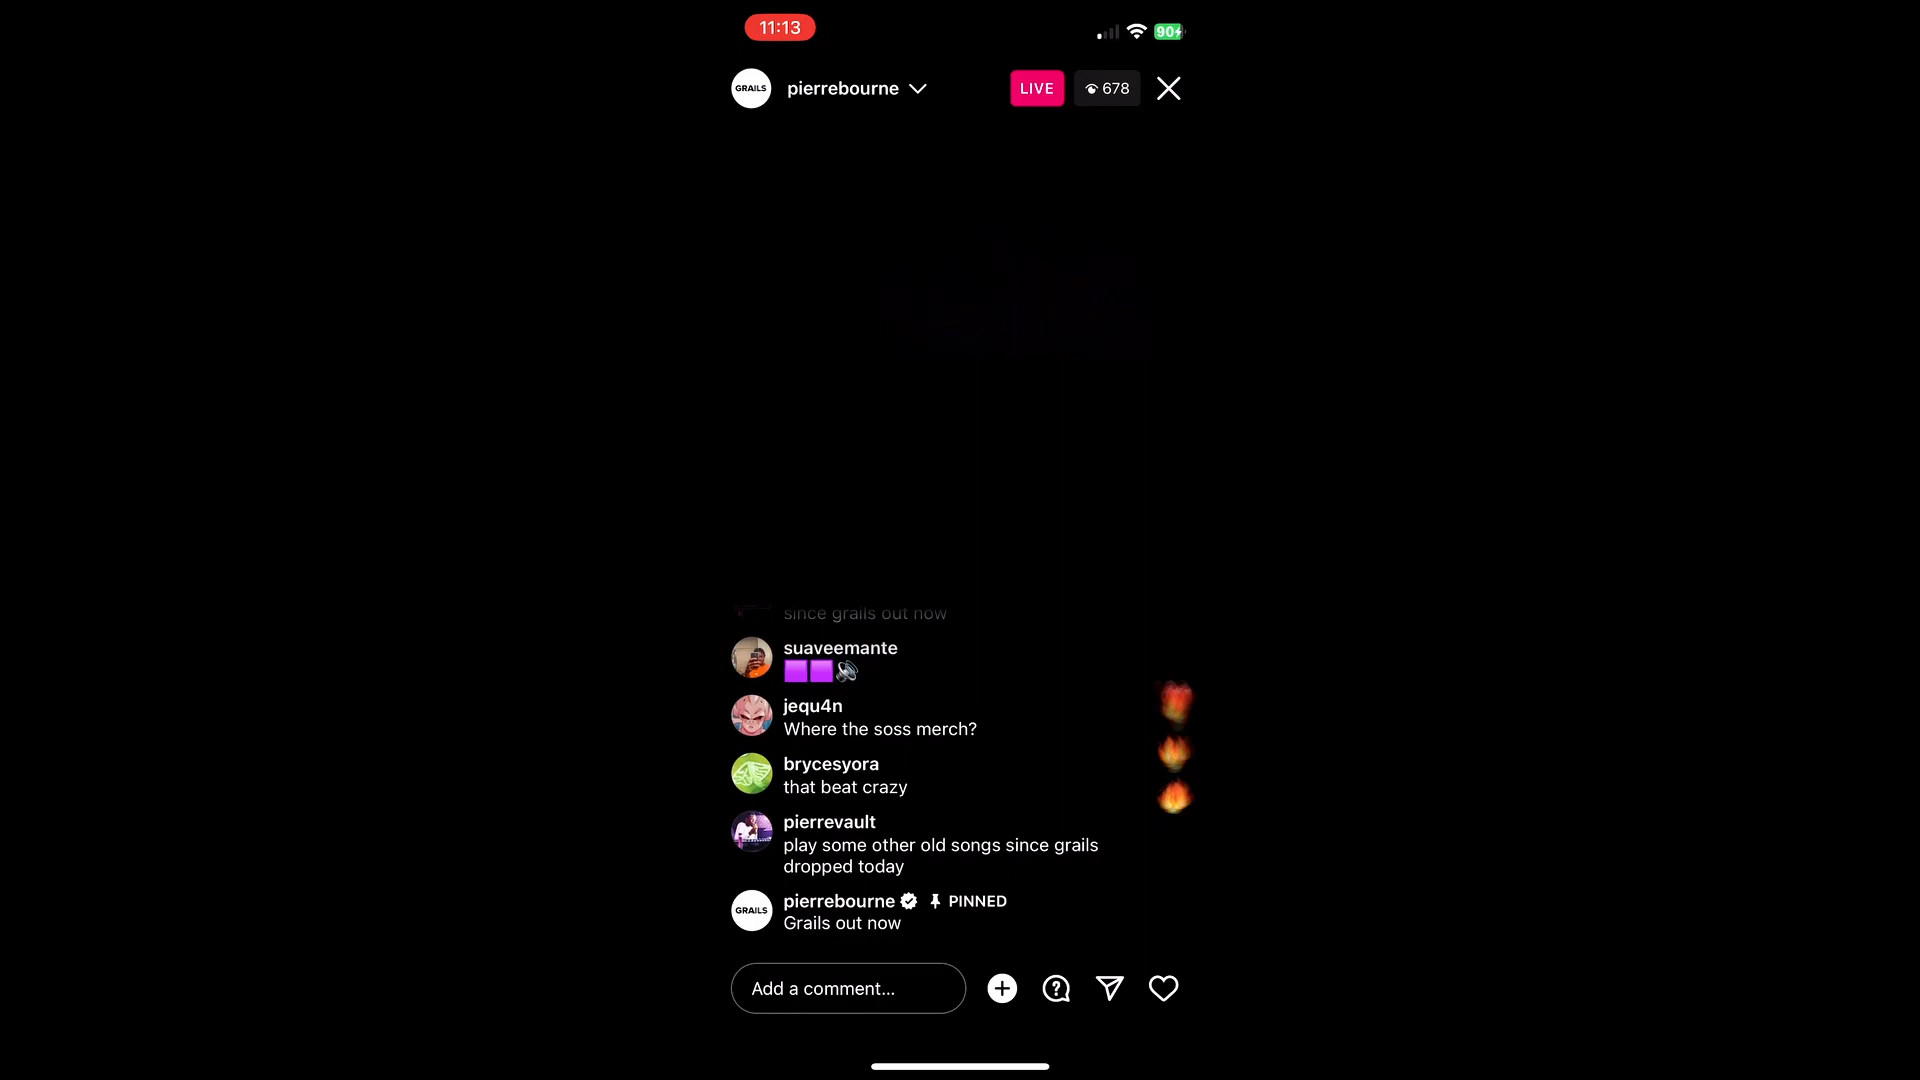 11:13
90
GRAILS
pierrebourne
LIVE
678
since grails out now
suaveemante
jequ4n
Where the soss merch?
brycesyora
that beat crazy
pierrevault
play some other old songs since grails
dropped today
GRAILS
pierrebourne PINNED
Grails out now
Add a comment...